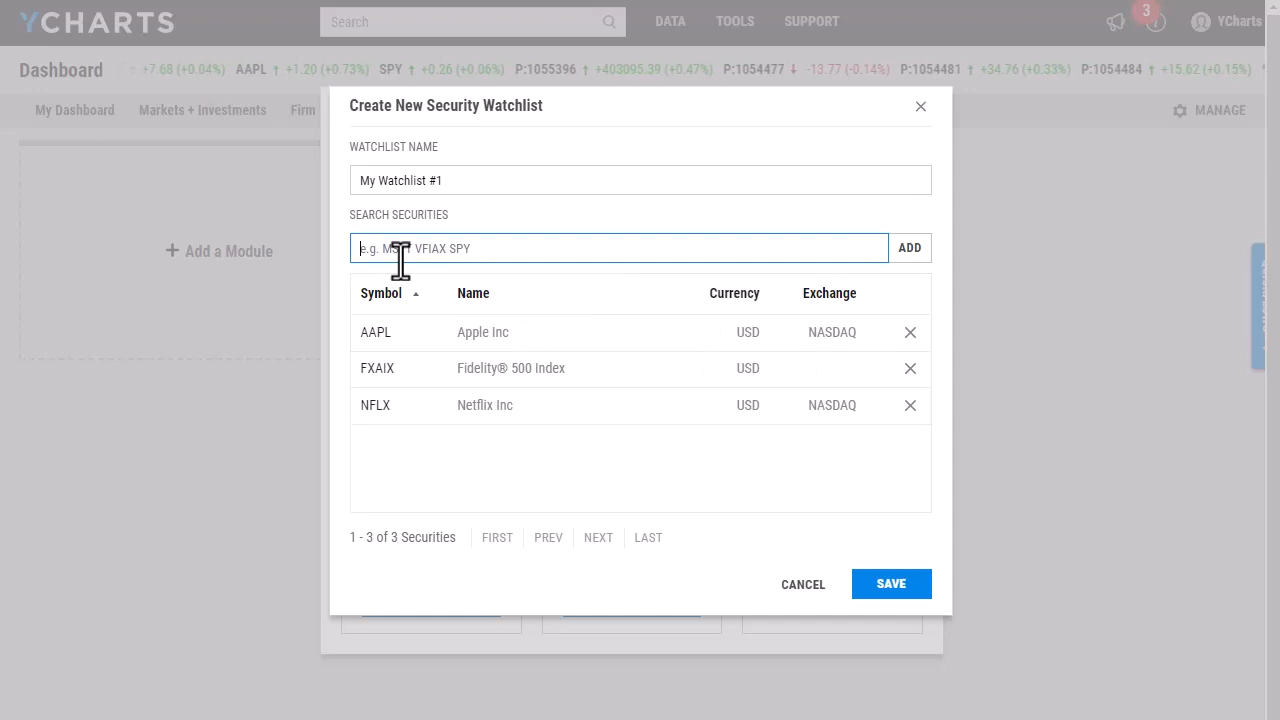 YCHARTS
Search
DATA
TOOLS
SUPPORT
3
YCharts
Dashboard
+7.68 (+0.04%) AAPL ↑ +1.20 (+0.73%) SPY ↑ +0.26 (+0.06%) P:1055396 ↑ +403095.39 (+0.47%) P:1054477 ↓ -13.77 (-0.14%) P:1054481 ↑ +34.76 (+0.33%) P:1054484 ↑ +15.62 (+0.15%)
My Dashboard
Markets + Investments
Firm
MANAGE
+ Add a Module
Create New Security Watchlist
WATCHLIST NAME
My Watchlist #1
SEARCH SECURITIES
e.g. VFIAX SPY
ADD
Symbol Name Currency Exchange
AAPL Apple Inc USD NASDAQ
FXAIX Fidelity® 500 Index USD
NFLX Netflix Inc USD NASDAQ
1 - 3 of 3 Securities FIRST PREV NEXT LAST
CANCEL
SAVE